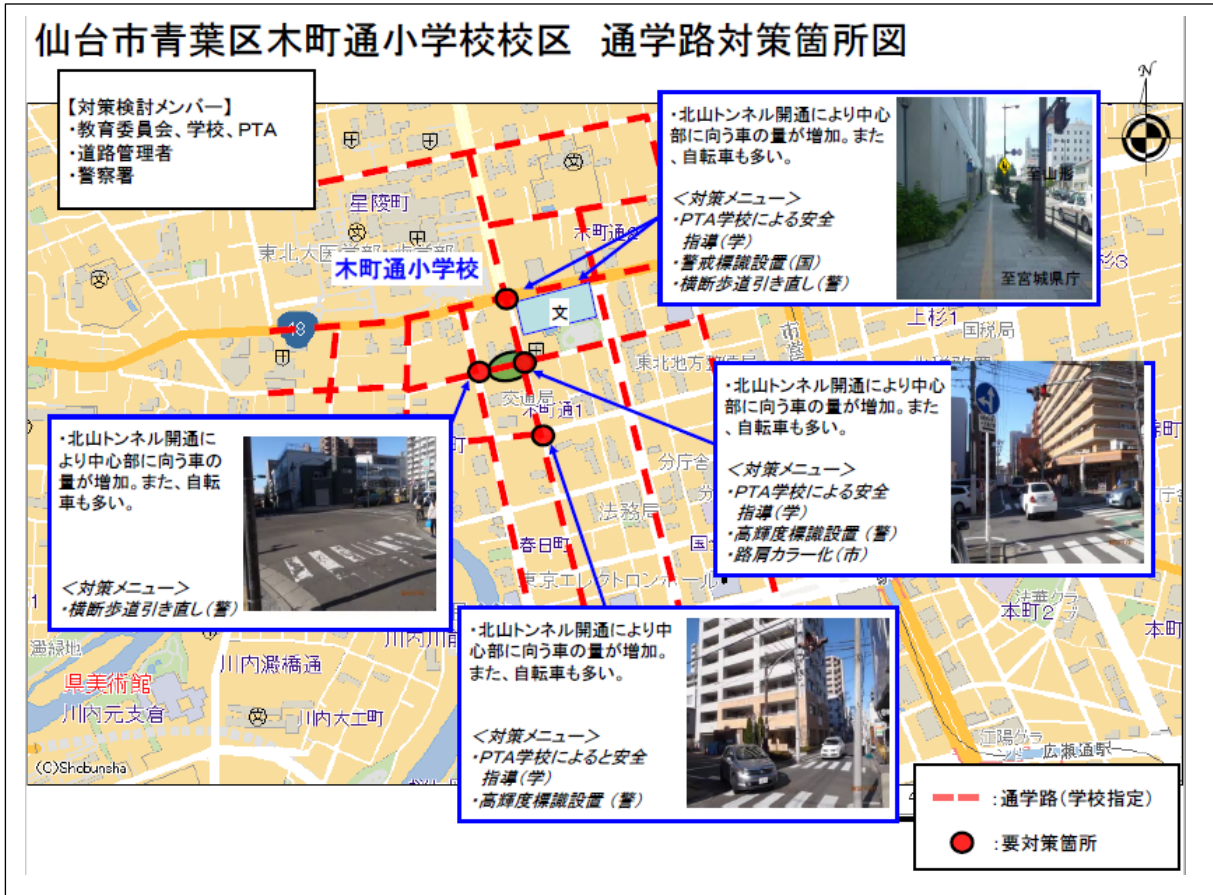 仙台市青葉区木町通小学校校区 通学路対策箇所図
【対策検討メンバー】
・教育委員会、学校、PTA
・道路管理者
・警察署
N
・北山トンネル開通により中心
部に向う車の量が増加。また
、自転車も多い。
＜対策メニュー＞
・PTA学校による安全
指導(学)
・警戒標識設置(国)
・横断歩道引き直し(警)
至山形
至宮城県庁
星陵町
東北大医学部・歯学部
木町通2
木町通小学校
48
文
杉3
上杉1
国税局
市営
東北地方整備局
交通局
木町通1
町
分庁舎
法務局
春日町
国
東京エレクトロンホール
・北山トンネル開通により中心
部に向う車の量が増加。また
、自転車も多い。
＜対策メニュー＞
・PTA学校による安全
指導(学)
・高輝度標識設置(警)
・路肩カラー化(市)
・北山トンネル開通に
より中心部に向う車の
量が増加。また、自転
車も多い。
＜対策メニュー＞
・横断歩道引き直し(警)
・北山トンネル開通により中
心部に向う車の量が増加。
また、自転車も多い。
＜対策メニュー＞
・PTA学校によると安全
指導(学)
・高輝度標識設置(警)
本町2
本町
川内川前
川内澱橋通
県美術館
川内元支倉
川内大工町
広瀬通駅
(C)Shobunsha
:通学路(学校指定)
:要対策箇所